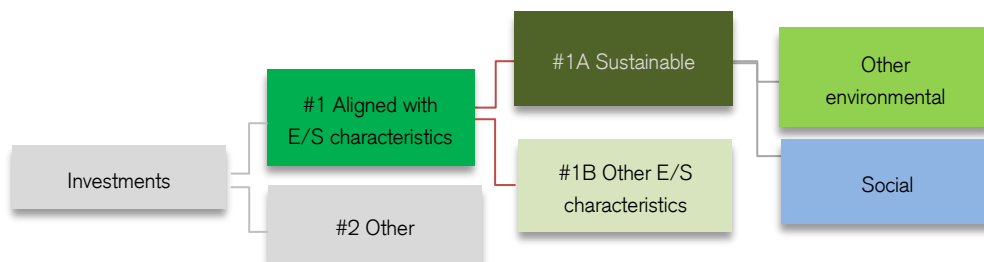 Investments
#1 Aligned with
E/S characteristics
#2 Other
#1A Sustainable
#1B Other E/S
characteristics
Other
environmental
Social